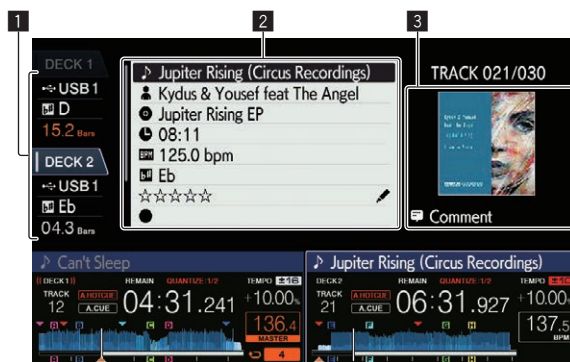 1
2
3
DECK 1
USB 1
D
15.2 Bars
DECK 2
USB 1
Eb
04.3 Bars
Jupiter Rising (Circus Recordings)
Kydus & Yousef feat The Angel
Jupiter Rising EP
08:11
BPM 125.0 bpm
Eb
TRACK 021/030
Comment
Can't Sleep
DECK1 REMAIN QUANTIZE:1/2 TEMPO ±16
TRACK 12 A.HOTCUE A.CUE 04:31.241 +10.00%
136.4
MASTER
4
Jupiter Rising (Circus Recordings)
DECK2 REMAIN QUANTIZE:1/2 TEMPO
TRACK 21 A.HOTCUE A.CUE 06:31.927 +10.00%
137.5
BPM